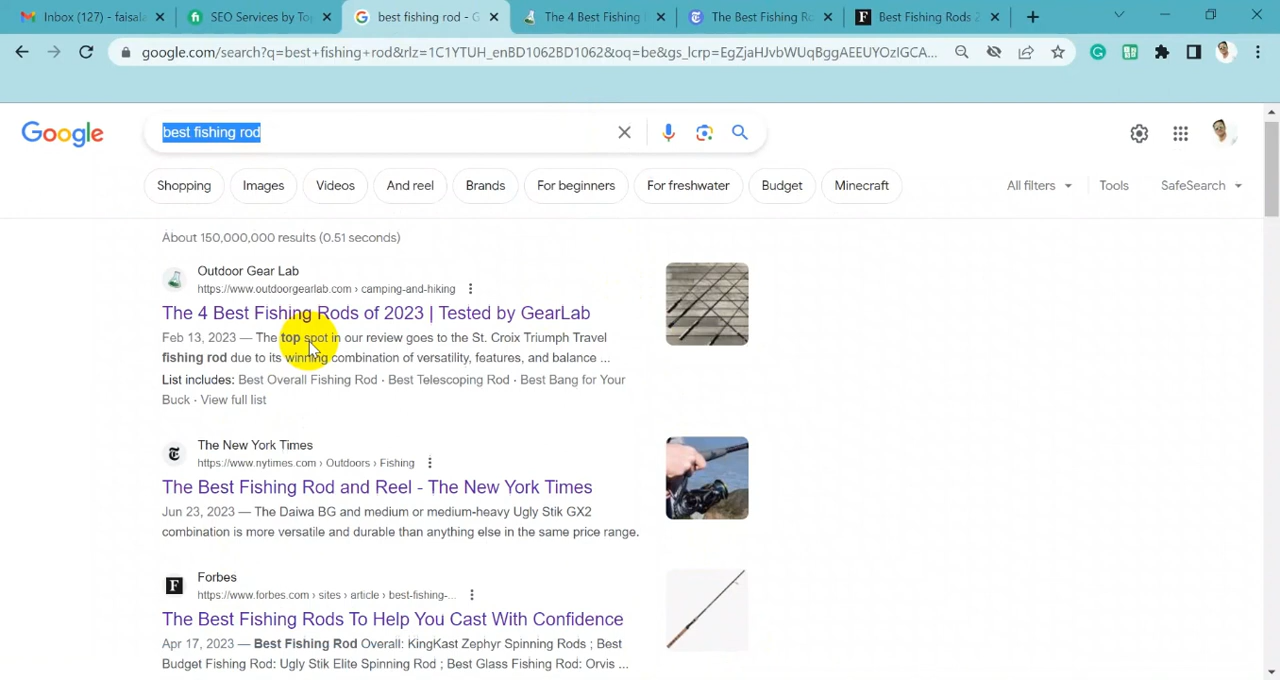 Inbox (127) - faisala
SEO Services by Top
best fishing rod - G
The 4 Best Fishing
The Best Fishing Ro
Best Fishing Rods 2
google.com/search?q=best+fishing+rod&rlz=1C1YTUH_enBD1062BD1062&oq=be&gs_lcrp=EgZjaHJvbWUqBggAEEUYOzIGCA...
Google
best fishing rod
Shopping
Images
Videos
And reel
Brands
For beginners
For freshwater
Budget
Minecraft
All filters
Tools
SafeSearch
About 150,000,000 results (0.51 seconds)
Outdoor Gear Lab
https://www.outdoorgearlab.com › camping-and-hiking
The 4 Best Fishing Rods of 2023 | Tested by GearLab
Feb 13, 2023 — The top spot in our review goes to the St. Croix Triumph Travel
fishing rod due to its winning combination of versatility, features, and balance ...
List includes: Best Overall Fishing Rod · Best Telescoping Rod · Best Bang for Your
Buck · View full list
The New York Times
https://www.nytimes.com › Outdoors › Fishing
The Best Fishing Rod and Reel - The New York Times
Jun 23, 2023 — The Daiwa BG and medium or medium-heavy Ugly Stik GX2
combination is more versatile and durable than anything else in the same price range.
F
Forbes
https://www.forbes.com › sites › article › best-fishing-...
The Best Fishing Rods To Help You Cast With Confidence
Apr 17, 2023 — Best Fishing Rod Overall: KingKast Zephyr Spinning Rods ; Best
Budget Fishing Rod: Ugly Stik Elite Spinning Rod ; Best Glass Fishing Rod: Orvis ...